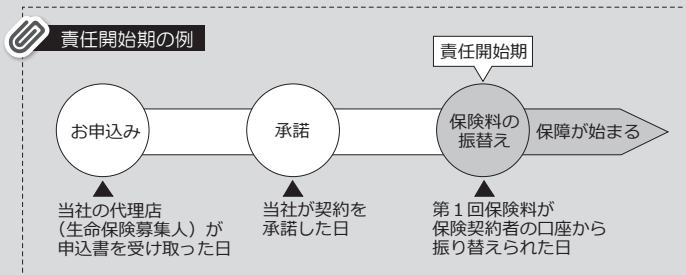 責任開始期の例
責任開始期
お申込み
承諾
保険料の
振替え
保障が始まる
当社の代理店
（生命保険募集人）が
申込書を受け取った日
当社が契約を
承諾した日
第１回保険料が
保険契約者の口座から
振り替えられた日